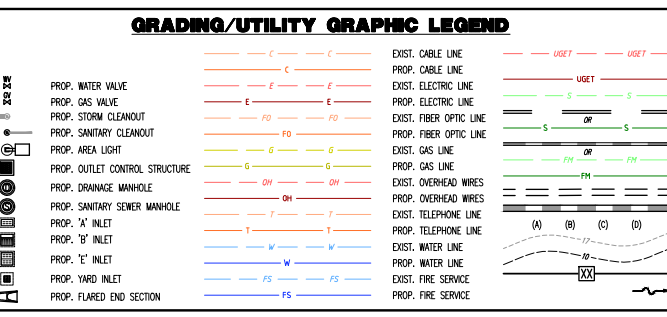 GRADING/UTILITY GRAPHIC LEGEND
WV
PROP. WATER VALVE
GV
PROP. GAS VALVE
PROP. STORM CLEANOUT
PROP. SANITARY CLEANOUT
PROP. AREA LIGHT
PROP. OUTLET CONTROL STRUCTURE
PROP. DRAINAGE MANHOLE
PROP. SANITARY SEWER MANHOLE
PROP. 'A' INLET
PROP. 'B' INLET
PROP. 'E' INLET
PROP. YARD INLET
PROP. FLARED END SECTION
C C EXIST. CABLE LINE
C PROP. CABLE LINE
E E EXIST. ELECTRIC LINE
E E PROP. ELECTRIC LINE
FO FO EXIST. FIBER OPTIC LINE
FO PROP. FIBER OPTIC LINE
G G EXIST. GAS LINE
G G PROP. GAS LINE
OH OH EXIST. OVERHEAD WIRES
OH PROP. OVERHEAD WIRES
T T EXIST. TELEPHONE LINE
T T PROP. TELEPHONE LINE
W W EXIST. WATER LINE
W PROP. WATER LINE
FS FS EXIST. FIRE SERVICE
FS PROP. FIRE SERVICE
UGET UGET
UGET
S S
OR
S S
OR
FM FM
FM
(A) (B) (C) (D)
17
10
XX